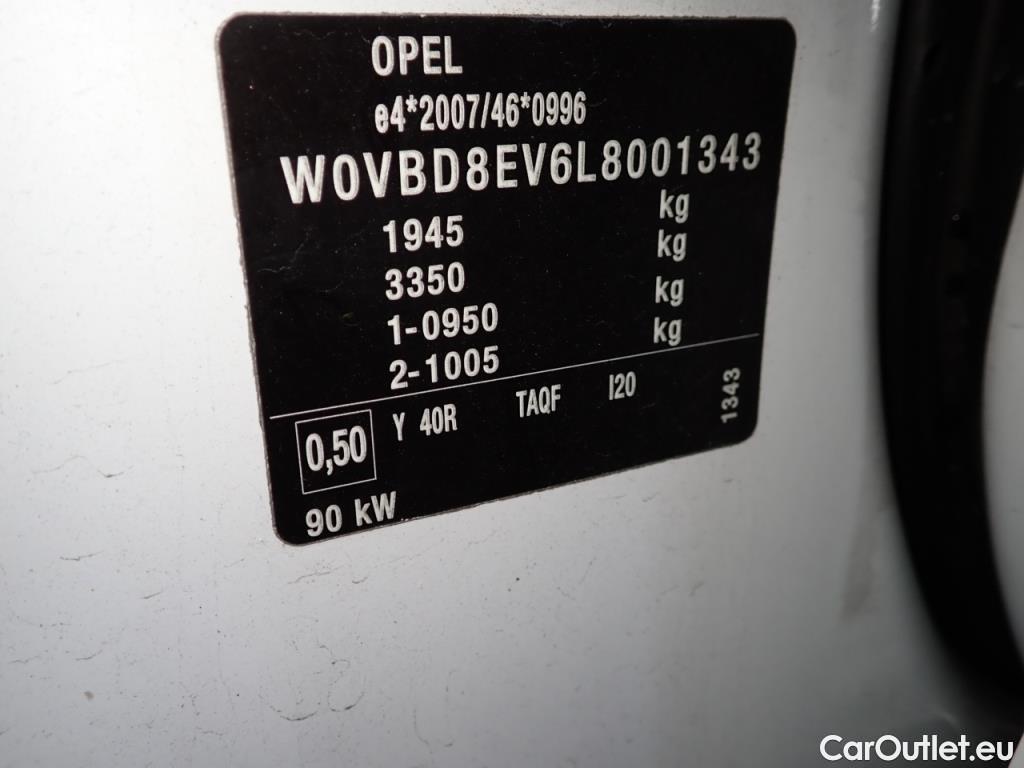 OPEL
e4*2007/46*0996
W0VBD8EV6L8001343
1945 kg
3350 kg
1-0950 kg
2-1005 kg
0,50 Y 40R TAQF I20 1343
90 kW
CarOutlet.eu